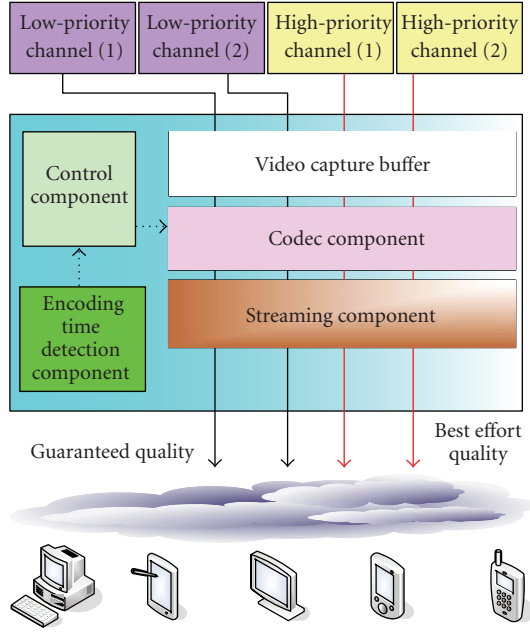 Low-priority
channel (1)
Low-priority
channel (2)
High-priority
channel (1)
High-priority
channel (2)
Control
component
Video capture buffer
Codec component
Encoding
time
detection
component
Streaming component
Guaranteed quality
Best effort
quality